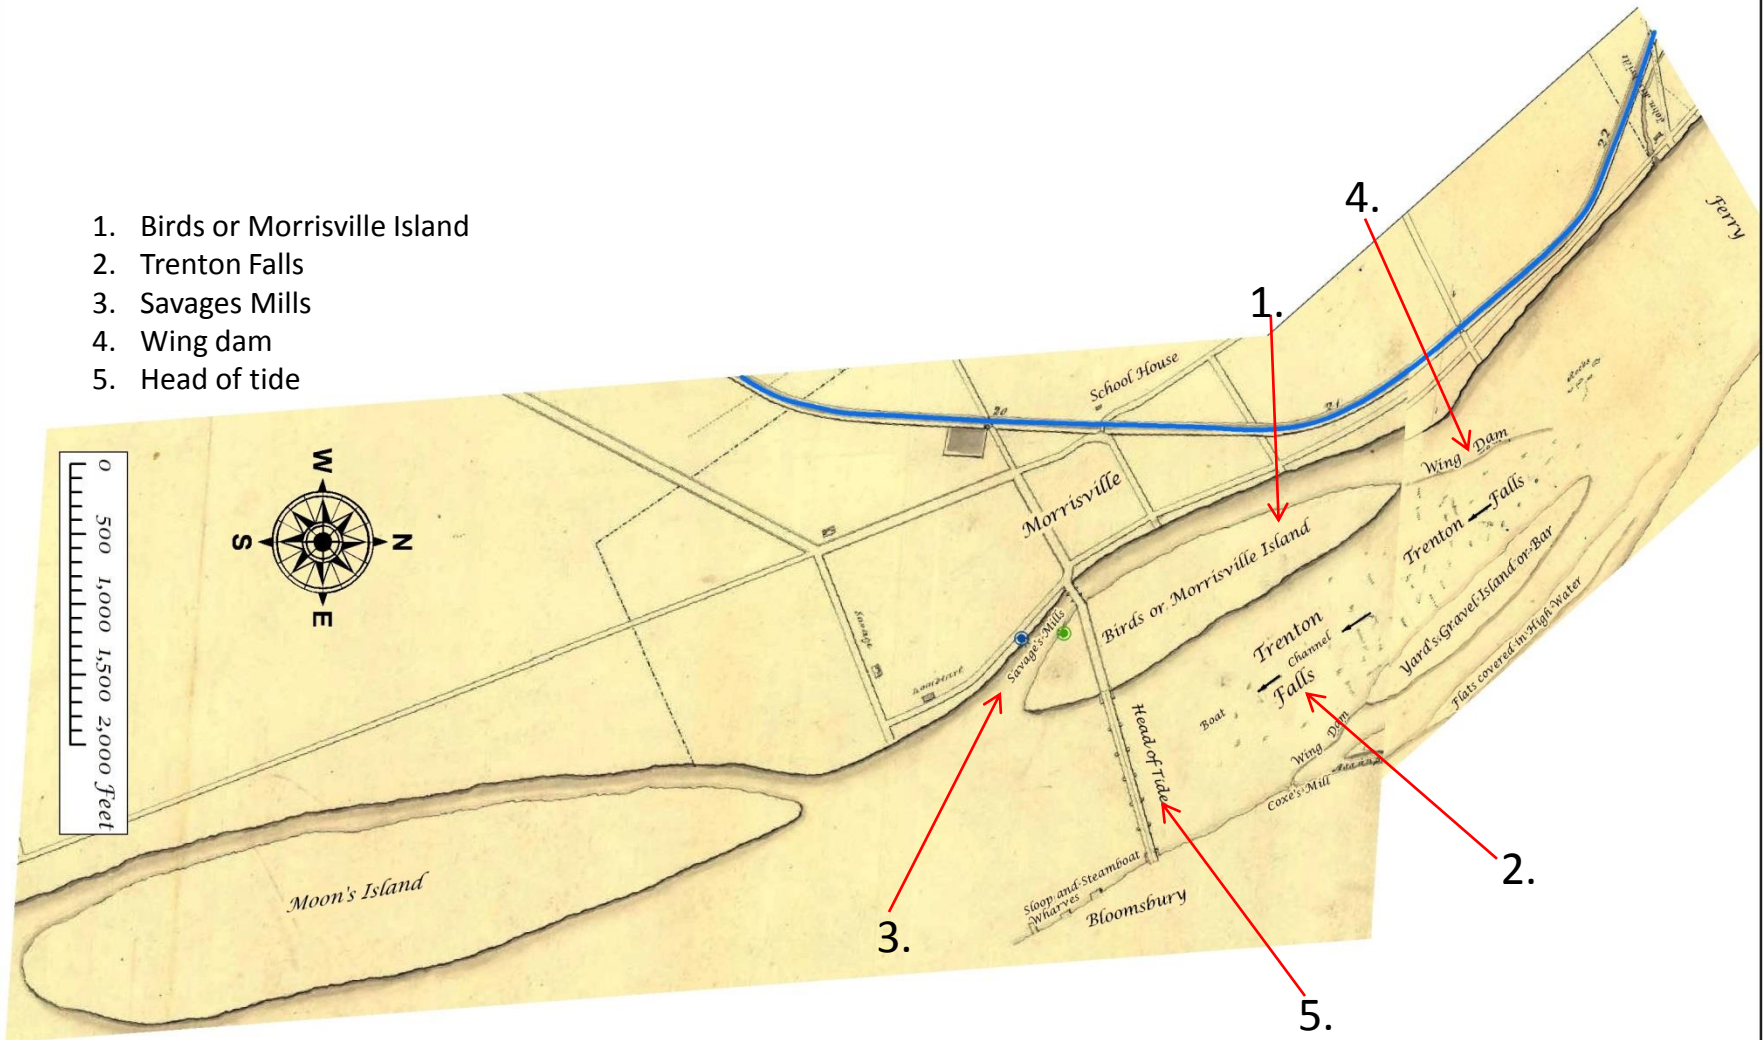 1. Birds or Morrisville Island
2. Trenton Falls
3. Savages Mills
4. Wing dam
5. Head of tide
4.
1.
Ferry
22
Rocks
School House
20
21
Wing Dam
Morrisville
Trenton Falls
Birds or Morrisville Island
Yard's Gravel Island or Bar
Flats covered in High Water
W
S
N
E
0 500 1,000 1,500 2,000 Feet
Savage
Savage's Mills
Trenton
Channel
Falls
Boat
Head of Tide
Wing Dam
Coxe's Mill
Moon's Island
Sloop and Steamboat
Wharves
Bloomsbury
2.
3.
5.